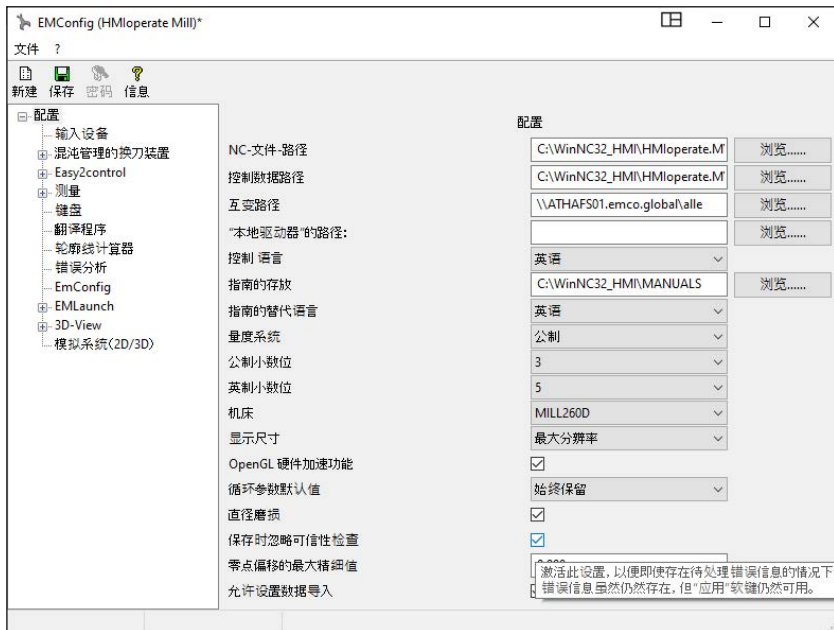 EMConfig (HMIoperate Mill)*
文件 ?
新建 保存 密码 信息
配置
输入设备
混沌管理的换刀装置
Easy2control
测量
键盘
翻译程序
轮廓线计算器
错误分析
EmConfig
EMLaunch
3D-View
模拟系统(2D/3D)
配置
NC-文件-路径 C:\WinNC32_HMI\HMIoperate.M 浏览......
控制数据路径 C:\WinNC32_HMI\HMIoperate.M 浏览......
互变路径 \\ATHAFS01.emco.global\alle 浏览......
"本地驱动器"的路径: 浏览......
控制 语言 英语
指南的存放 C:\WinNC32_HMI\MANUALS 浏览......
指南的替代语言 英语
量度系统 公制
公制小数位 3
英制小数位 5
机床 MILL260D
显示尺寸 最大分辨率
OpenGL 硬件加速功能
循环参数默认值 始终保留
直径磨损
保存时忽略可信性检查
零点偏移的最大精细值
允许设置数据导入
激活此设置, 以便即使存在待处理错误信息的情况下
错误信息虽然仍然存在, 但"应用"软键仍然可用。